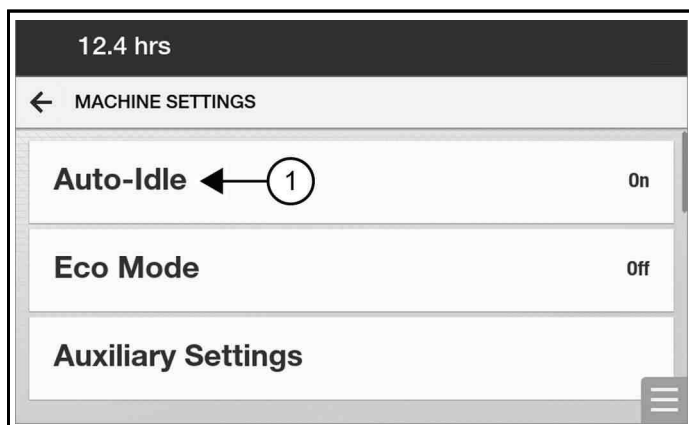 12.4 hrs
MACHINE SETTINGS
Auto-Idle 1 On
Eco Mode Off
Auxiliary Settings